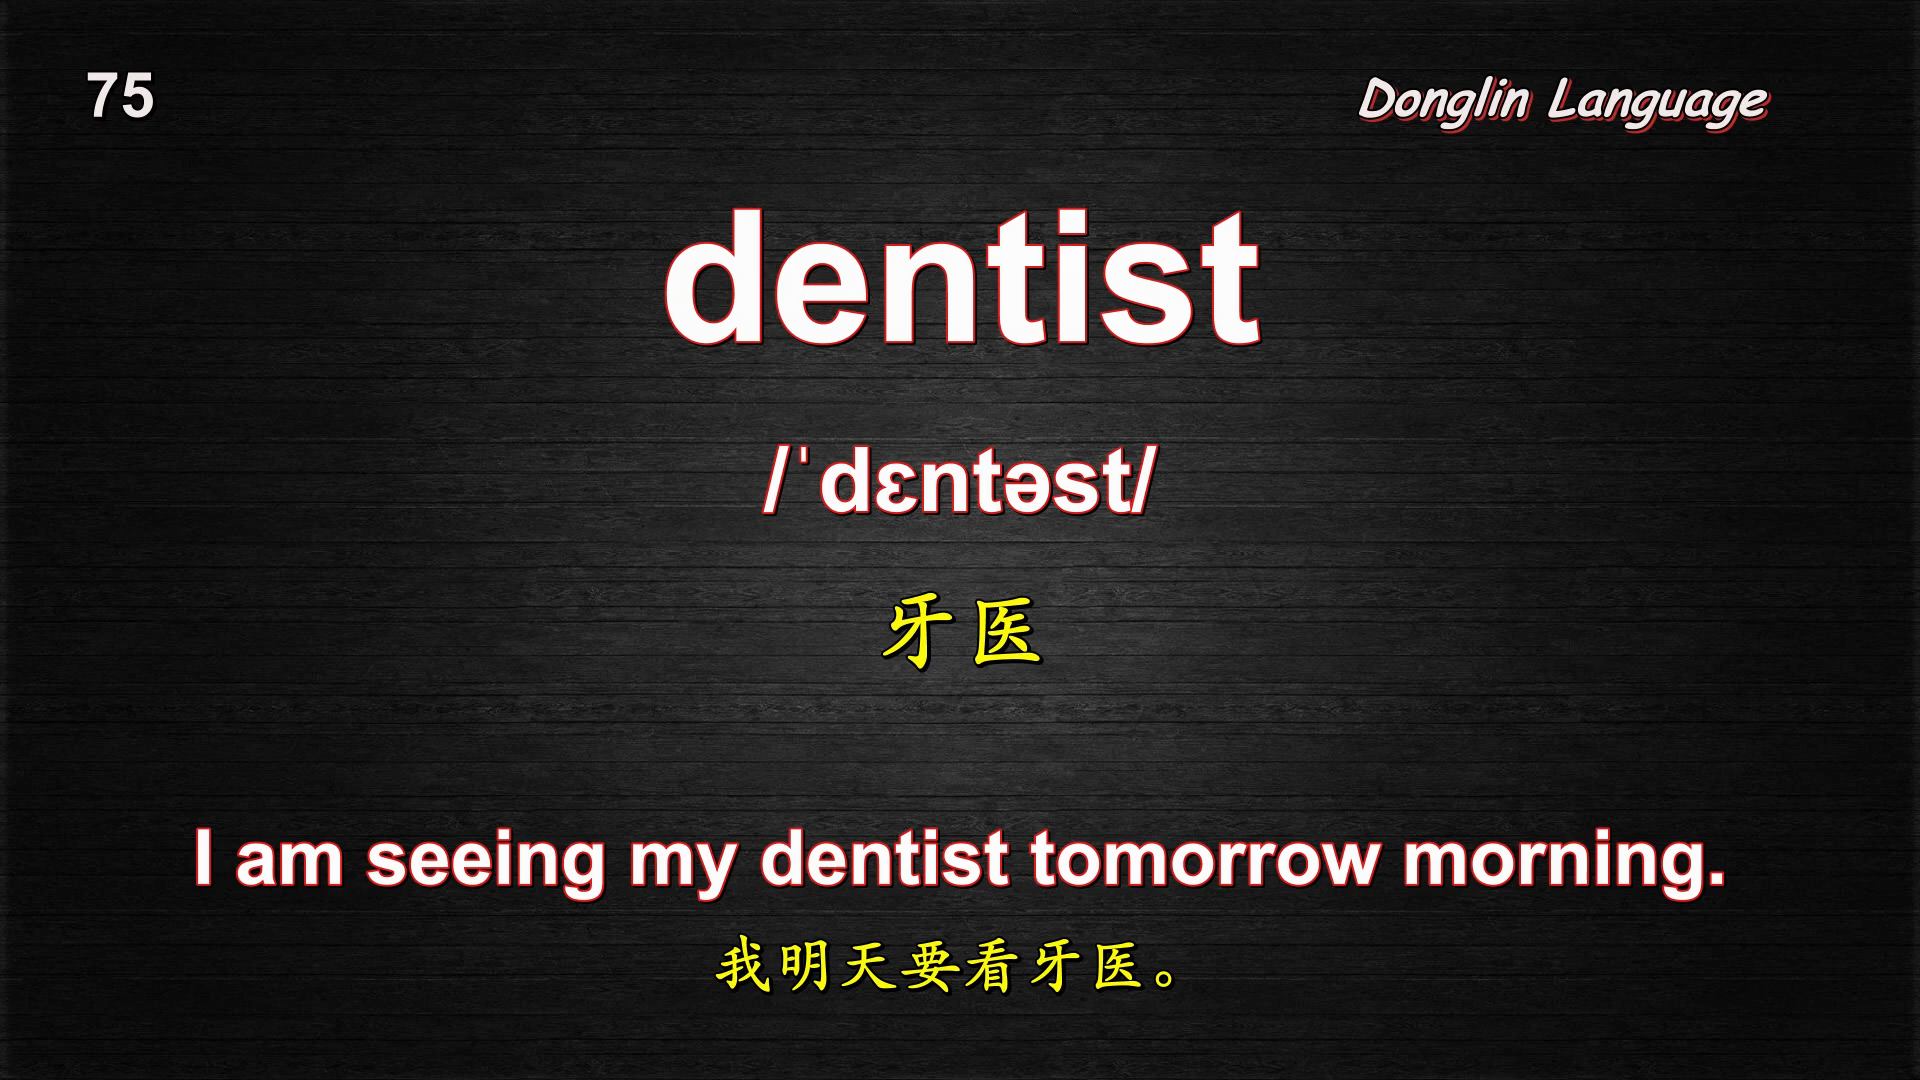 75
Donglin Language
dentist
/ˈdɛntəst/
牙医
I am seeing my dentist tomorrow morning.
我明天要看牙医。